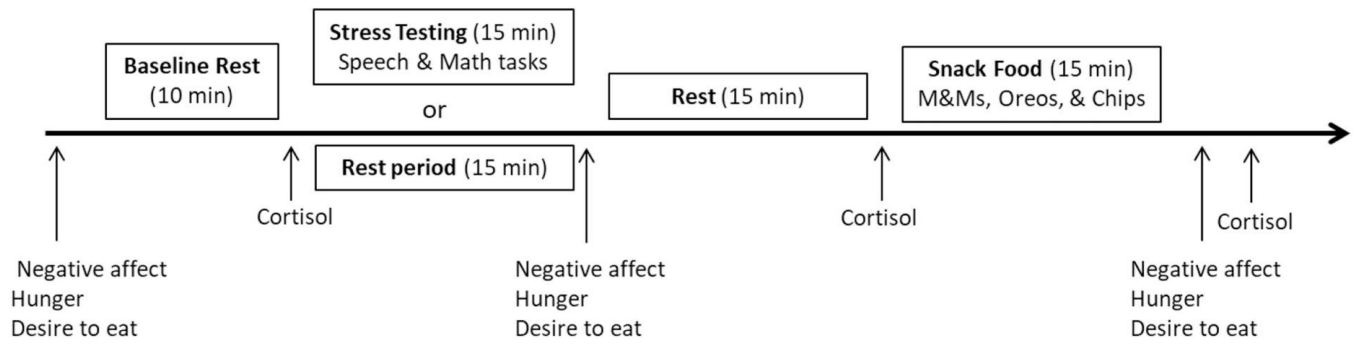 Baseline Rest
(10 min)
Stress Testing (15 min)
Speech & Math tasks
or
Rest period (15 min)
Rest (15 min)
Snack Food (15 min)
M&Ms, Oreos, & Chips
Cortisol
Cortisol
Cortisol
Negative affect
Hunger
Desire to eat
Negative affect
Hunger
Desire to eat
Negative affect
Hunger
Desire to eat